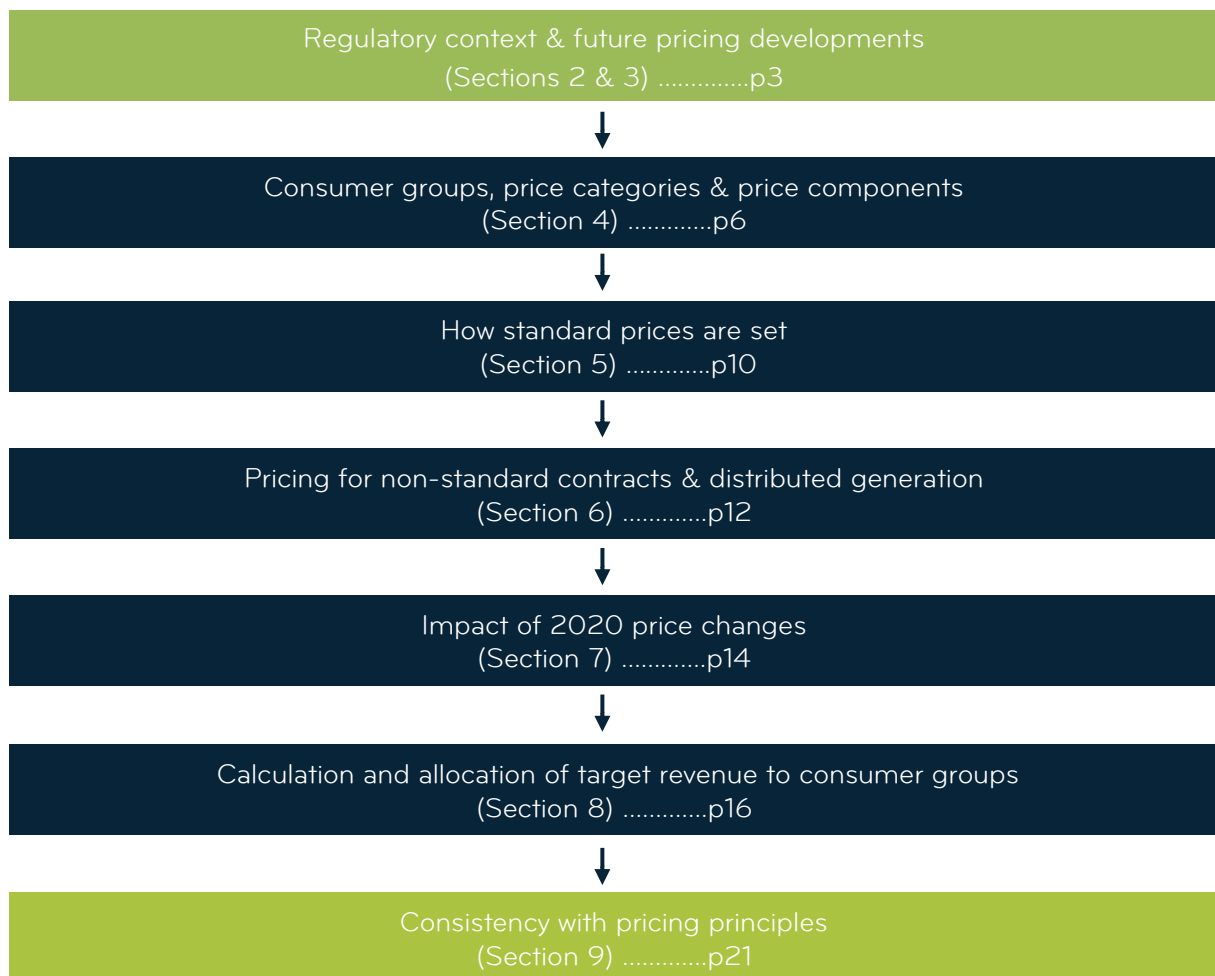 Regulatory context & future pricing developments
(Sections 2 & 3) ..............p3
Consumer groups, price categories & price components
(Section 4) .............p6
How standard prices are set
(Section 5) .............p10
Pricing for non-standard contracts & distributed generation
(Section 6) .............p12
Impact of 2020 price changes
(Section 7) .............p14
Calculation and allocation of target revenue to consumer groups
(Section 8) .............p16
Consistency with pricing principles
(Section 9) .............p21